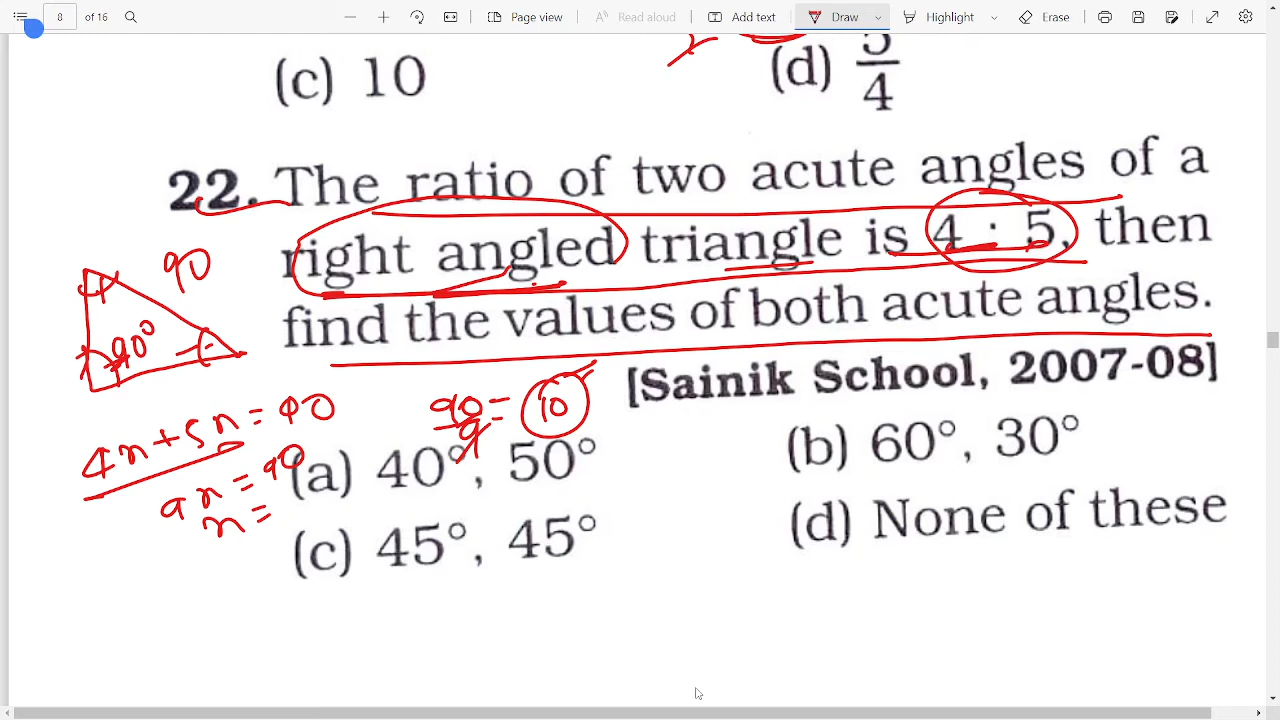 8 of 16 Page view Read aloud Add text Draw Highlight Erase
(c) 10 (d) 5/4
22. The ratio of two acute angles of a
right angled triangle is 4 : 5, then
find the values of both acute angles.
[Sainik School, 2007-08]
(a) 40°, 50° (b) 60°, 30°
(c) 45°, 45° (d) None of these
90
90°
4n+5n=90
9n=90
n=
90/9=10